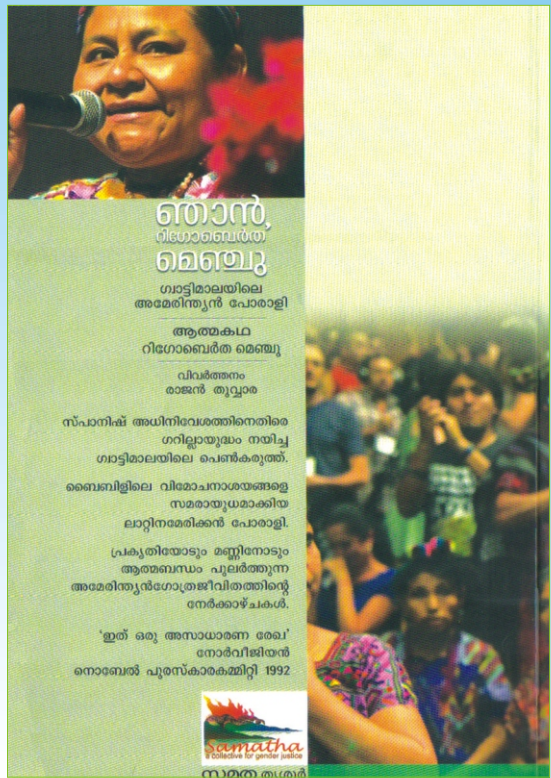 ഞാൻ,
റിഗോബെർത
മെഞ്ചു
ഗ്വാട്ടിമാലയിലെ
അമേരിന്ത്യൻ പോരാളി
ആത്മകഥ
റിഗോബെർത മെഞ്ചു
വിവർത്തനം
രാജൻ തുവ്വാര
സ്പാനിഷ് അധിനിവേശത്തിനെതിരെ
ഗറില്ലായുദ്ധം നയിച്ച
ഗ്വാട്ടിമാലയിലെ പെൺകരുത്ത്.
ബൈബിളിലെ വിമോചനാശയങ്ങളെ
സമരായുധമാക്കിയ
ലാറ്റിനമേരിക്കൻ പോരാളി.
പ്രകൃതിയോടും മണ്ണിനോടും
ആത്മബന്ധം പുലർത്തുന്ന
അമേരിന്ത്യൻഗോത്രജീവിതത്തിന്റെ
നേർക്കാഴ്ചകൾ.
'ഇത് ഒരു അസാധാരണ രേഖ'
നോർവീജിയൻ
നൊബേൽ പുരസ്കാരകമ്മിറ്റി 1992
Samatha
a collective for gender justice
സമത തൃശൂർ